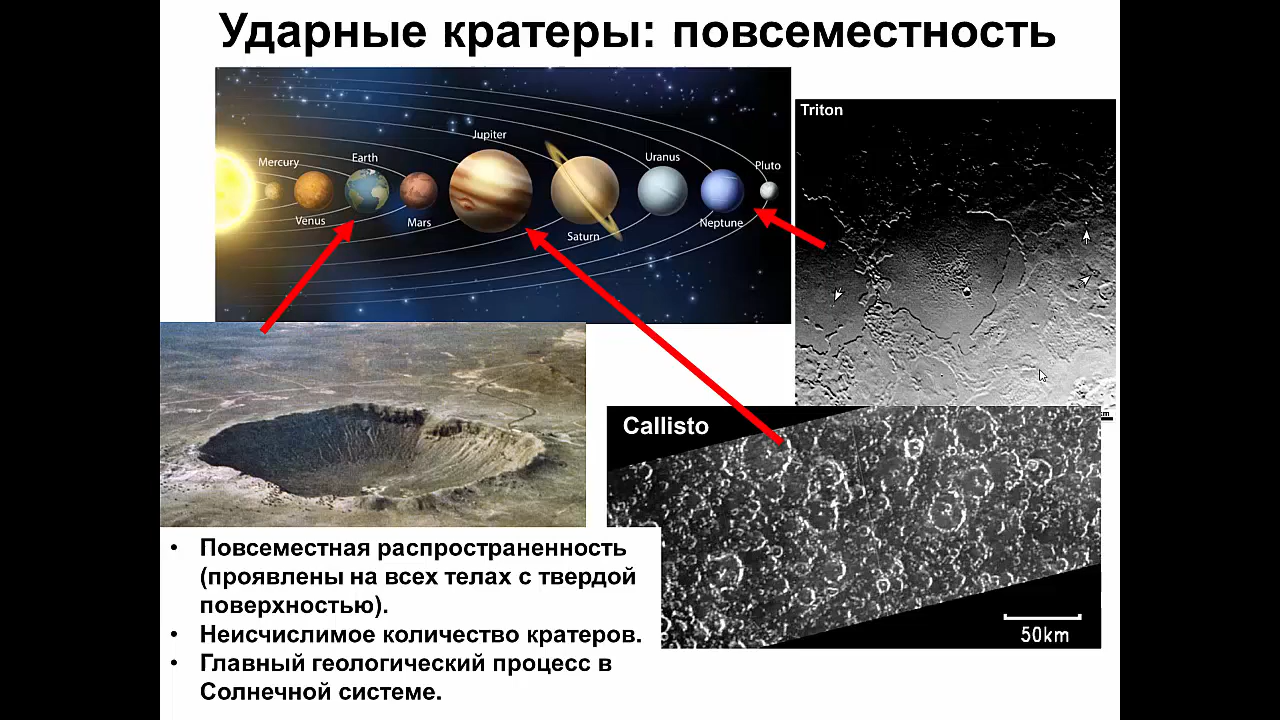 Ударные кратеры: повсеместность
Jupiter
Mercury
Earth
Uranus
Pluto
Venus
Mars
Saturn
Neptune
Triton
Callisto
50km
• Повсеместная распространенность
(проявлены на всех телах с твердой
поверхностью).
• Неисчислимое количество кратеров.
• Главный геологический процесс в
Солнечной системе.